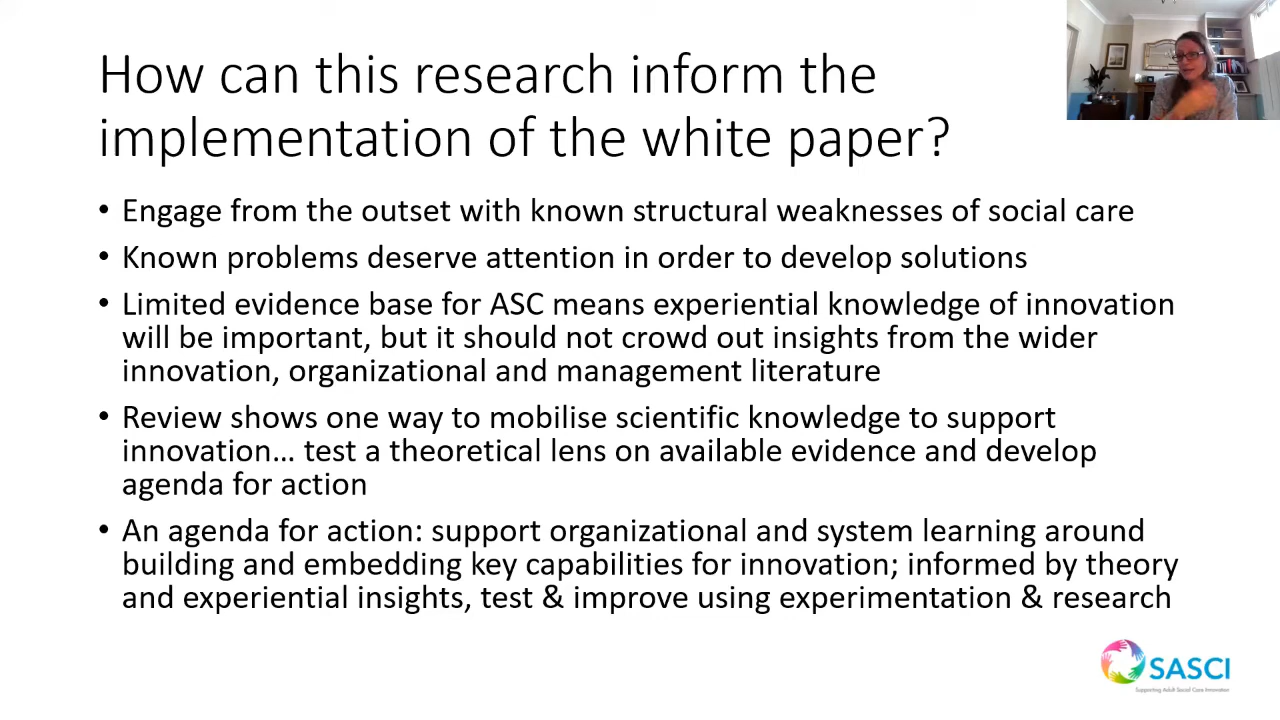 How can this research inform the
implementation of the white paper?
• Engage from the outset with known structural weaknesses of social care
• Known problems deserve attention in order to develop solutions
• Limited evidence base for ASC means experiential knowledge of innovation
will be important, but it should not crowd out insights from the wider
innovation, organizational and management literature
• Review shows one way to mobilise scientific knowledge to support
innovation… test a theoretical lens on available evidence and develop
agenda for action
• An agenda for action: support organizational and system learning around
building and embedding key capabilities for innovation; informed by theory
and experiential insights, test & improve using experimentation & research
SASCI
Supporting Adult Social Care Innovation